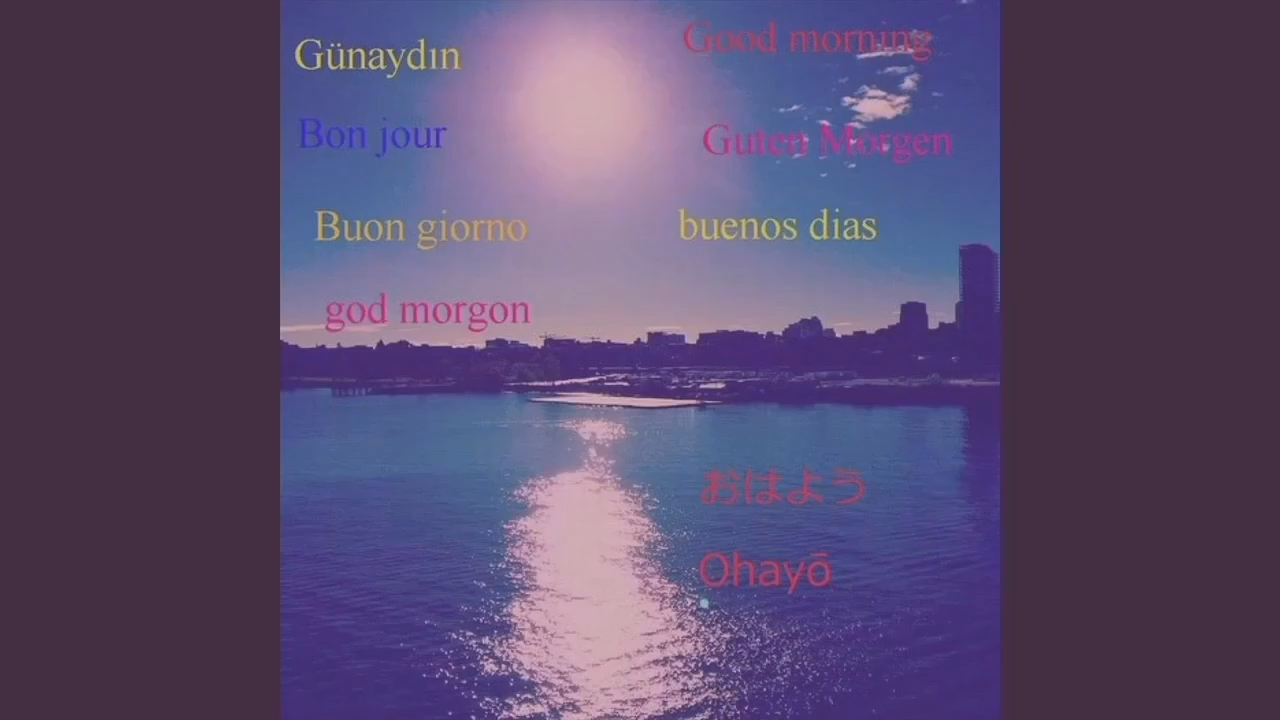 Günaydın
Good morning
Bon jour
Guten Morgen
Buon giorno
buenos dias
god morgon
おはよう
Ohayō